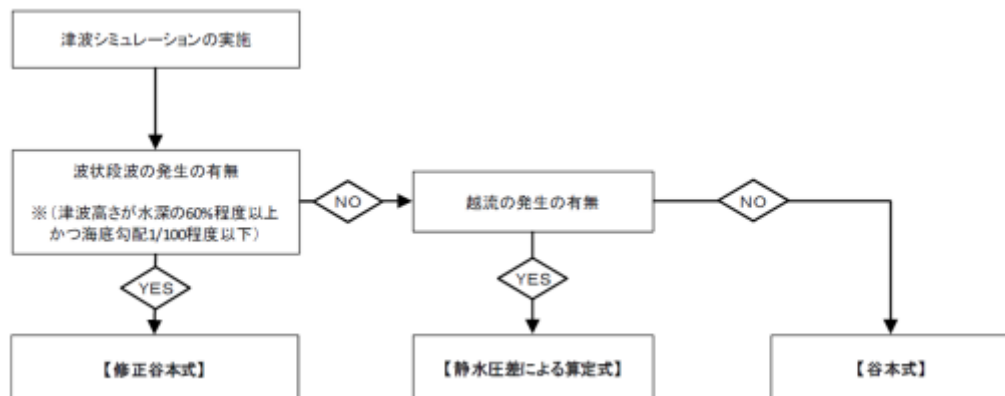 津波シミュレーションの実施
波状段波の発生の有無
※（津波高さが水深の60%程度以上
かつ海底勾配1/100程度以下）
NO
越流の発生の有無
NO
YES
YES
【修正谷本式】
【静水圧差による算定式】
【谷本式】